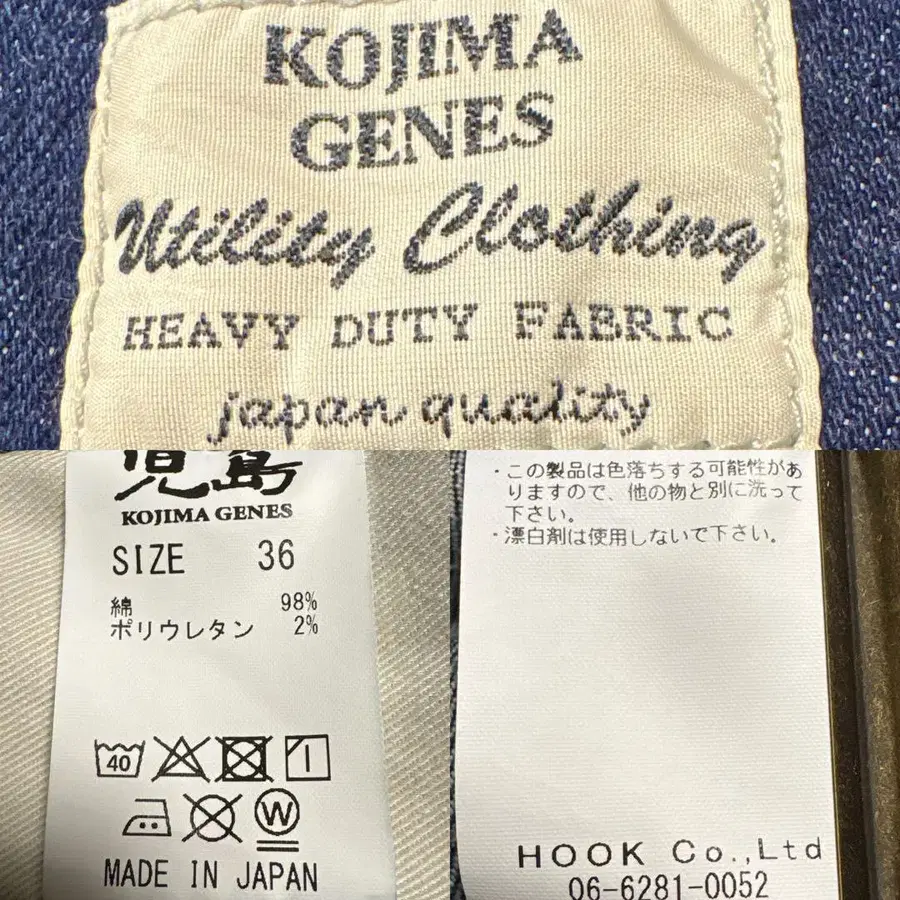 KOJIMA
GENES
Utility Clothing
HEAVY DUTY FABRIC
japan quality
児島
KOJIMA GENES
SIZE 36
綿 98%
ポリウレタン 2%
40
W
MADE IN JAPAN
・この製品は色落ちする可能性があ
りますので、他の物と別に洗って
下さい。
・漂白剤は使用しないで下さい。
HOOK Co.,Ltd
06-6281-0052